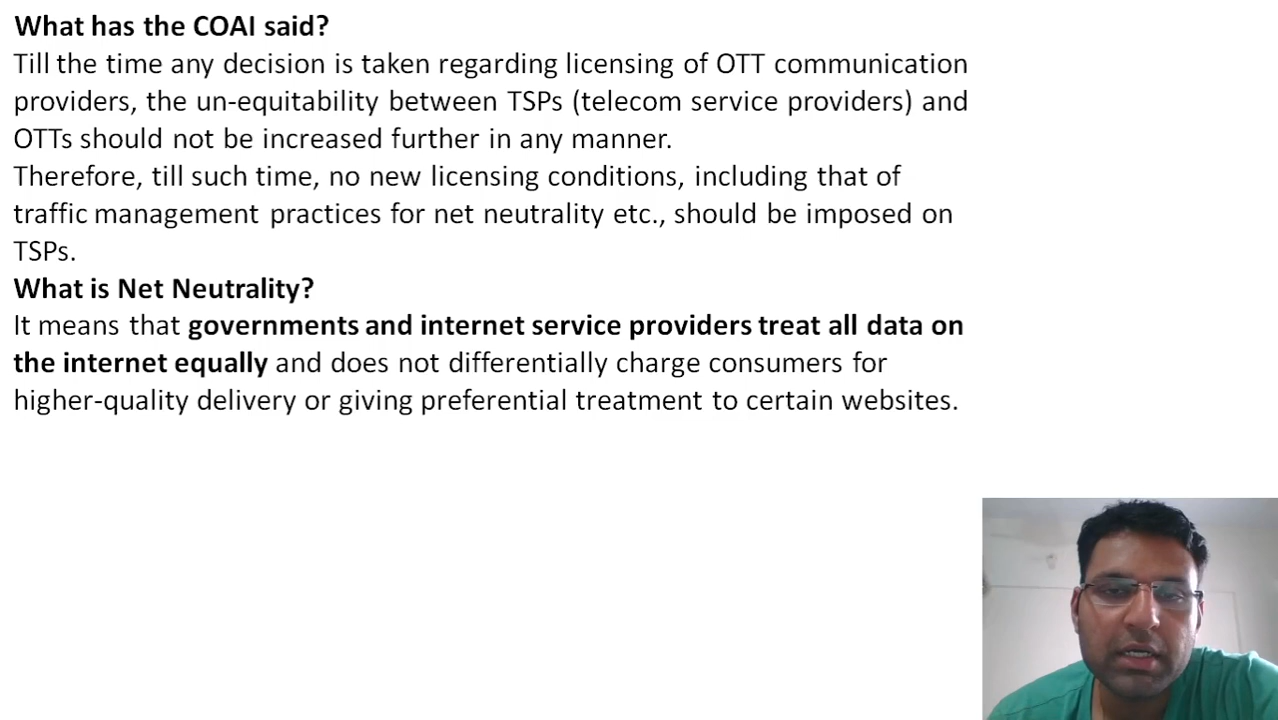 What has the COAI said?
Till the time any decision is taken regarding licensing of OTT communication
providers, the un-equitability between TSPs (telecom service providers) and
OTTs should not be increased further in any manner.
Therefore, till such time, no new licensing conditions, including that of
traffic management practices for net neutrality etc., should be imposed on
TSPs.
What is Net Neutrality?
It means that governments and internet service providers treat all data on
the internet equally and does not differentially charge consumers for
higher-quality delivery or giving preferential treatment to certain websites.